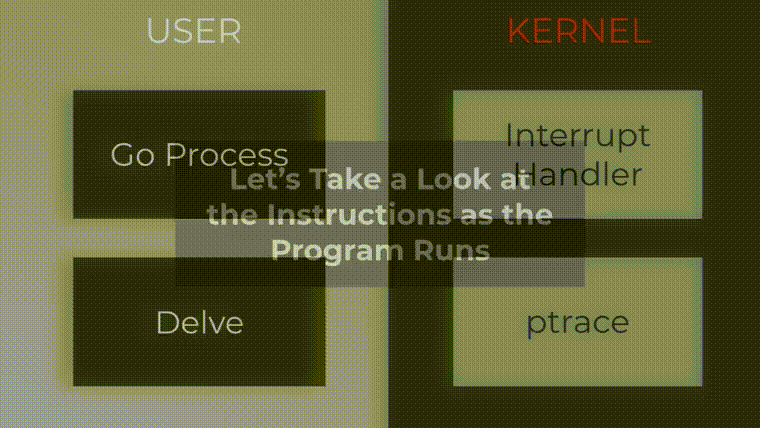 USER
KERNEL
Go Process
Interrupt
Handler
Let's Take a Look at
the Instructions as the
Program Runs
Delve
ptrace